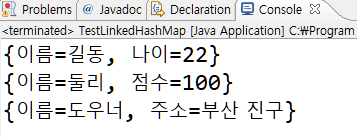 Problems @ Javadoc Declaration Console
<terminated> TestLinkedHashMap [Java Application] C:₩Program
{이름=길동, 나이=22}
{이름=둘리, 점수=100}
{이름=도우너, 주소=부산 진구}